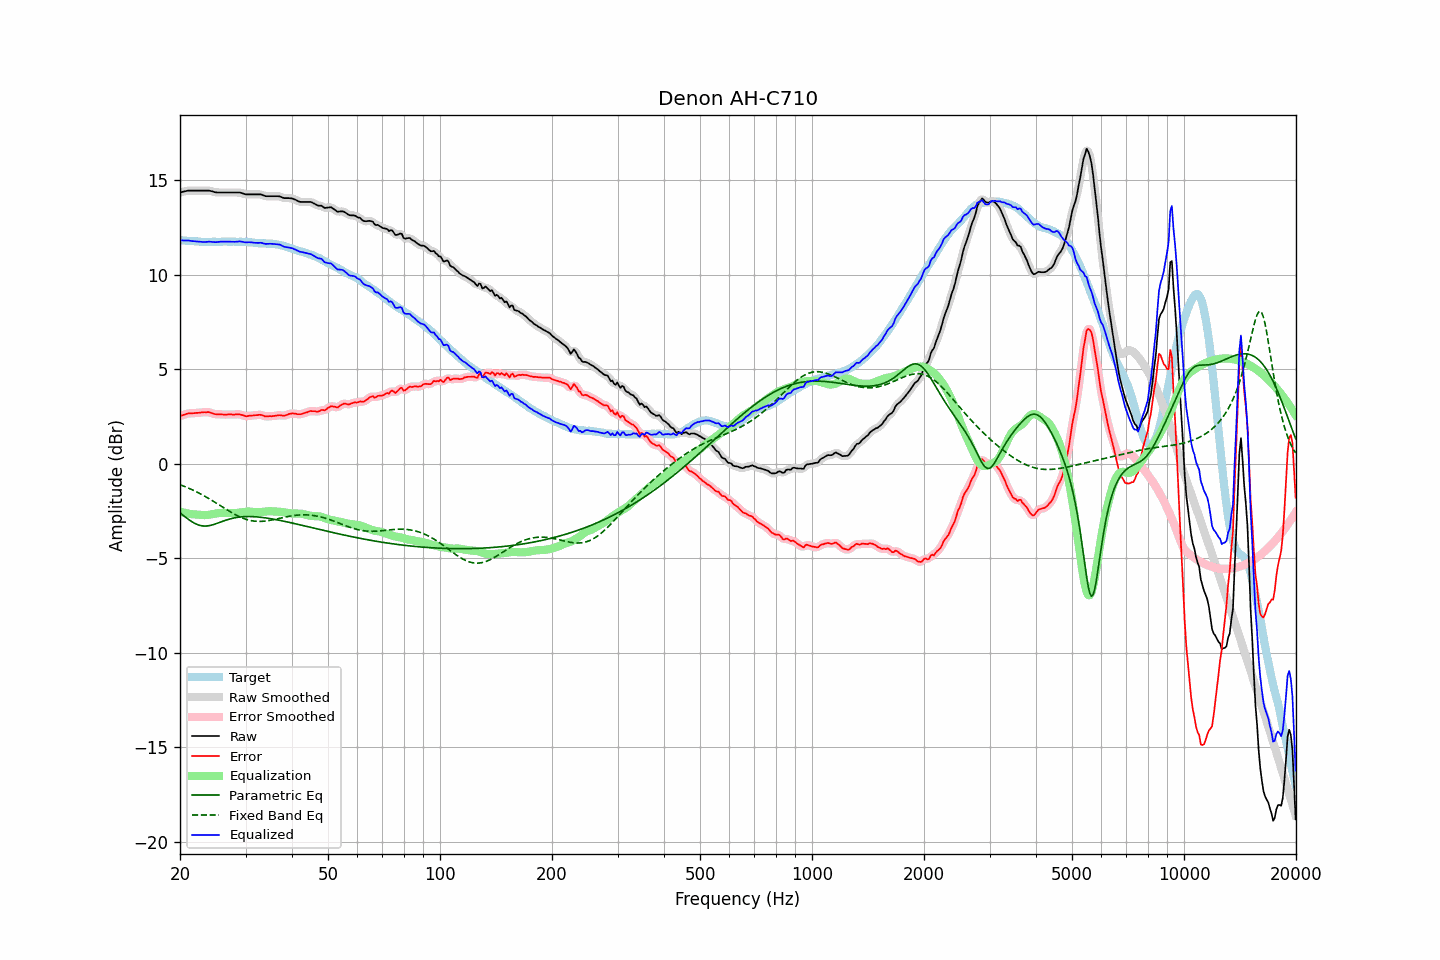 Denon AH-C710
Amplitude (dBr)
15
10
5
0
−5
−10
−15
−20
Target
Raw Smoothed
Error Smoothed
Raw
Error
Equalization
Parametric Eq
Fixed Band Eq
Equalized
20 50 100 200 500 1000 2000 5000 10000 20000
Frequency (Hz)